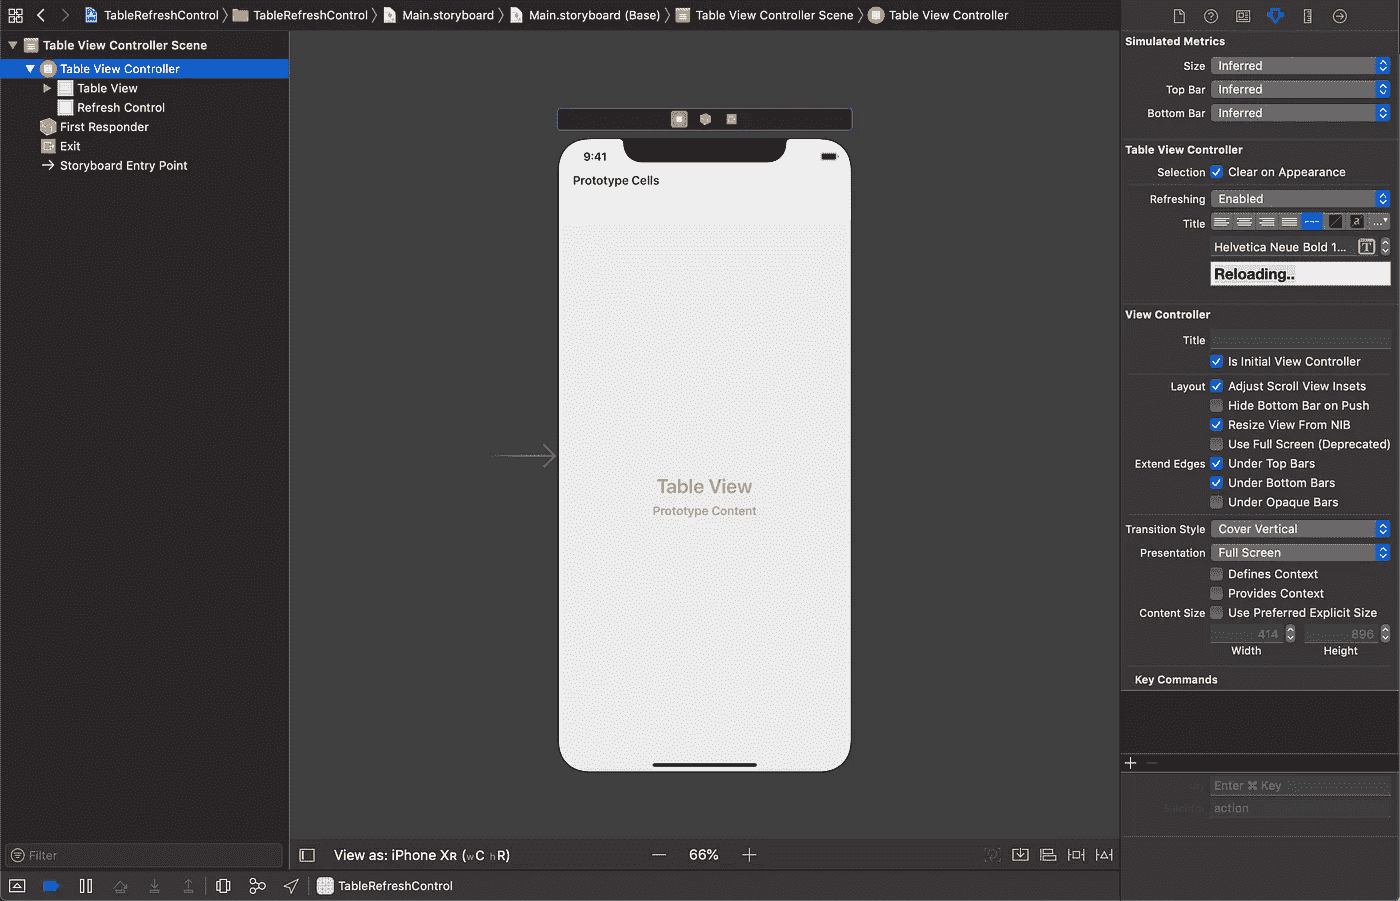 TableRefreshControl
TableRefreshControl
Main.storyboard
Main.storyboard (Base)
Table View Controller Scene
Table View Controller
Table View Controller Scene
Table View Controller
Table View
Refresh Control
First Responder
Exit
Storyboard Entry Point
Filter
9:41
Prototype Cells
Table View
Prototype Content
View as: iPhone XR (wC hR)
66%
TableRefreshControl
Simulated Metrics
Size Inferred
Top Bar Inferred
Bottom Bar Inferred
Table View Controller
Selection Clear on Appearance
Refreshing Enabled
Title a ...
Helvetica Neue Bold 1... T
Reloading..
View Controller
Title
Is Initial View Controller
Layout Adjust Scroll View Insets
Hide Bottom Bar on Push
Resize View From NIB
Use Full Screen (Deprecated)
Extend Edges Under Top Bars
Under Bottom Bars
Under Opaque Bars
Transition Style Cover Vertical
Presentation Full Screen
Defines Context
Provides Context
Content Size Use Preferred Explicit Size
414 896
Width Height
Key Commands
Enter ⌘ Key
action